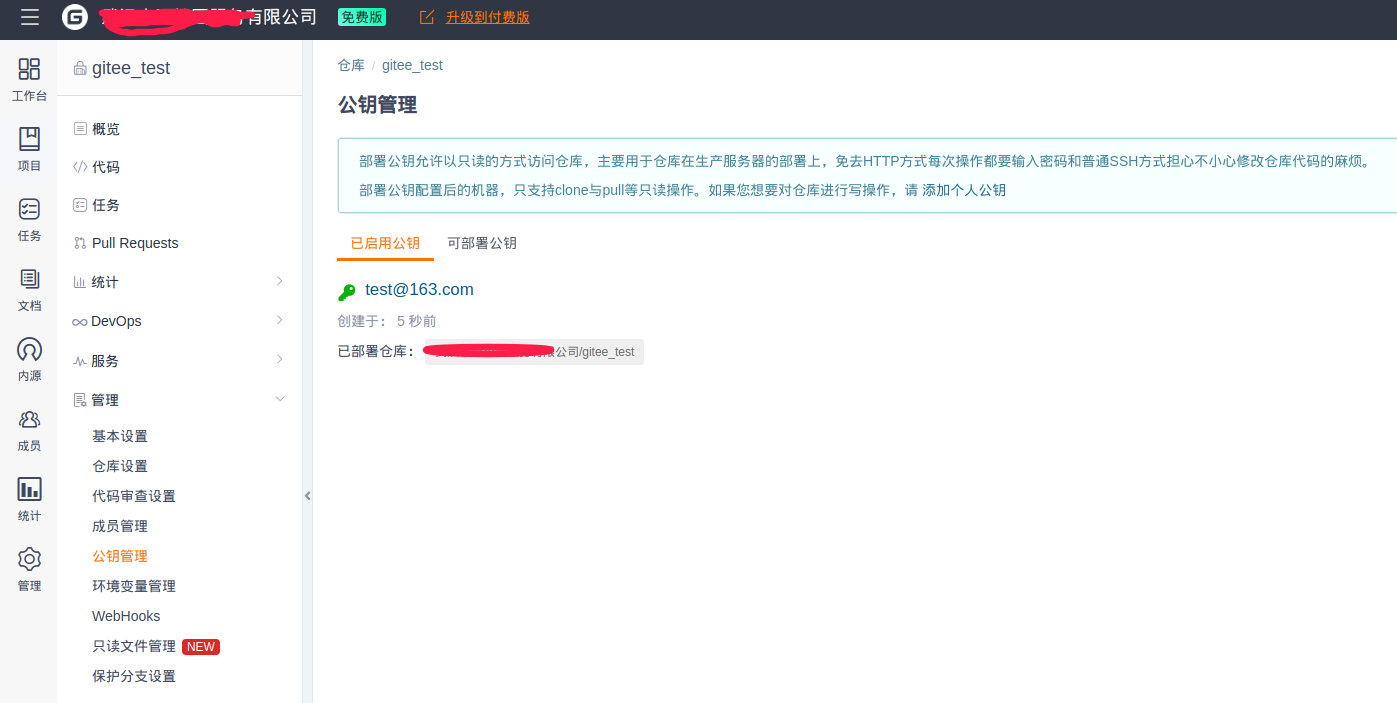 有限公司 免费版 升级到付费版
工作台
项目
任务
文档
内源
成员
统计
管理
gitee_test
概览
代码
任务
Pull Requests
统计
DevOps
服务
管理
基本设置
仓库设置
代码审查设置
成员管理
公钥管理
环境变量管理
WebHooks
只读文件管理 NEW
保护分支设置
仓库 / gitee_test
公钥管理
部署公钥允许以只读的方式访问仓库，主要用于仓库在生产服务器的部署上，免去HTTP方式每次操作都要输入密码和普通SSH方式担心不小心修改仓库代码的麻烦。
部署公钥配置后的机器，只支持clone与pull等只读操作。如果您想要对仓库进行写操作，请 添加个人公钥
已启用公钥 可部署公钥
test@163.com
创建于: 5 秒前
已部署仓库: 限公司/gitee_test